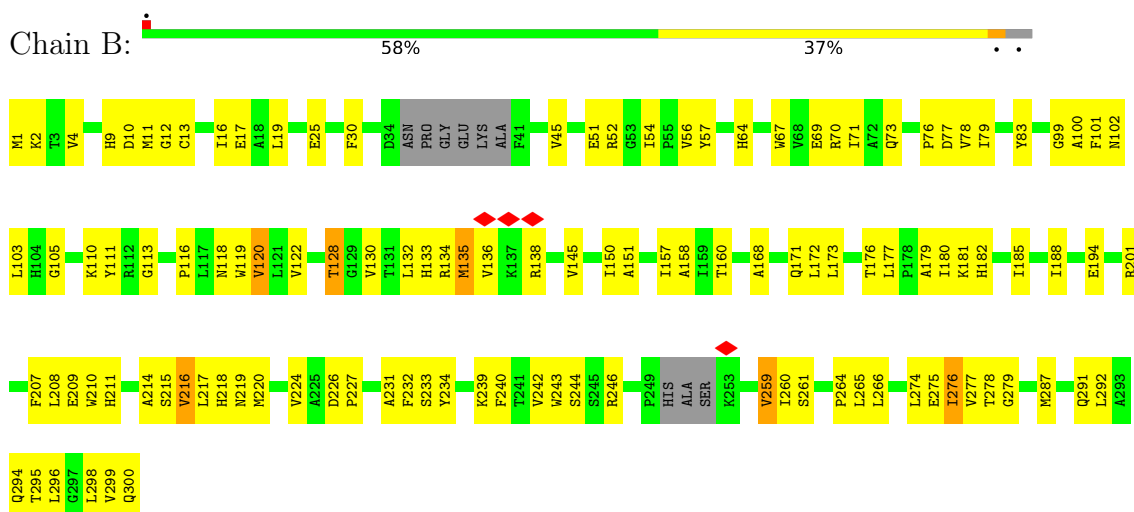 Chain B:
58% 37%
M1 K2 T3 V4 H9 D10 M11 G12 C13 I16 E17 A18 L19 E25 F30 D34 ASN PRO GLY GLU LYS ALA F41 V45 E51 R52 G53 I54 P55 V56 Y57 H64 W67 V68 E69 R70 I71 A72 Q73 P76 D77 V78 I79 Y83 G99 A100 F101 N102
L103 H104 G105 K110 Y111 R112 G113 P116 L117 N118 W119 V120 L121 V122 T128 G129 V130 T131 L132 H133 R134 M135 V136 K137 R138 V145 I150 A151 I157 A158 I159 T160 A168 Q171 L172 L173 T176 L177 P178 A179 I180 K181 H182 I185 I188 E194 R201
F207 L208 E209 W210 H211 A214 S215 V216 L217 H218 N219 M220 V224 A225 D226 P227 A231 F232 S233 Y234 K239 E240 T241 V242 W243 S244 S245 R246 P249 HIS ALA SER K253 V259 I260 S261 P264 L265 L266 L274 E275 I276 V277 T278 G279 M287 Q291 L292 A293
Q294 T295 L296 G297 L298 V299 Q300